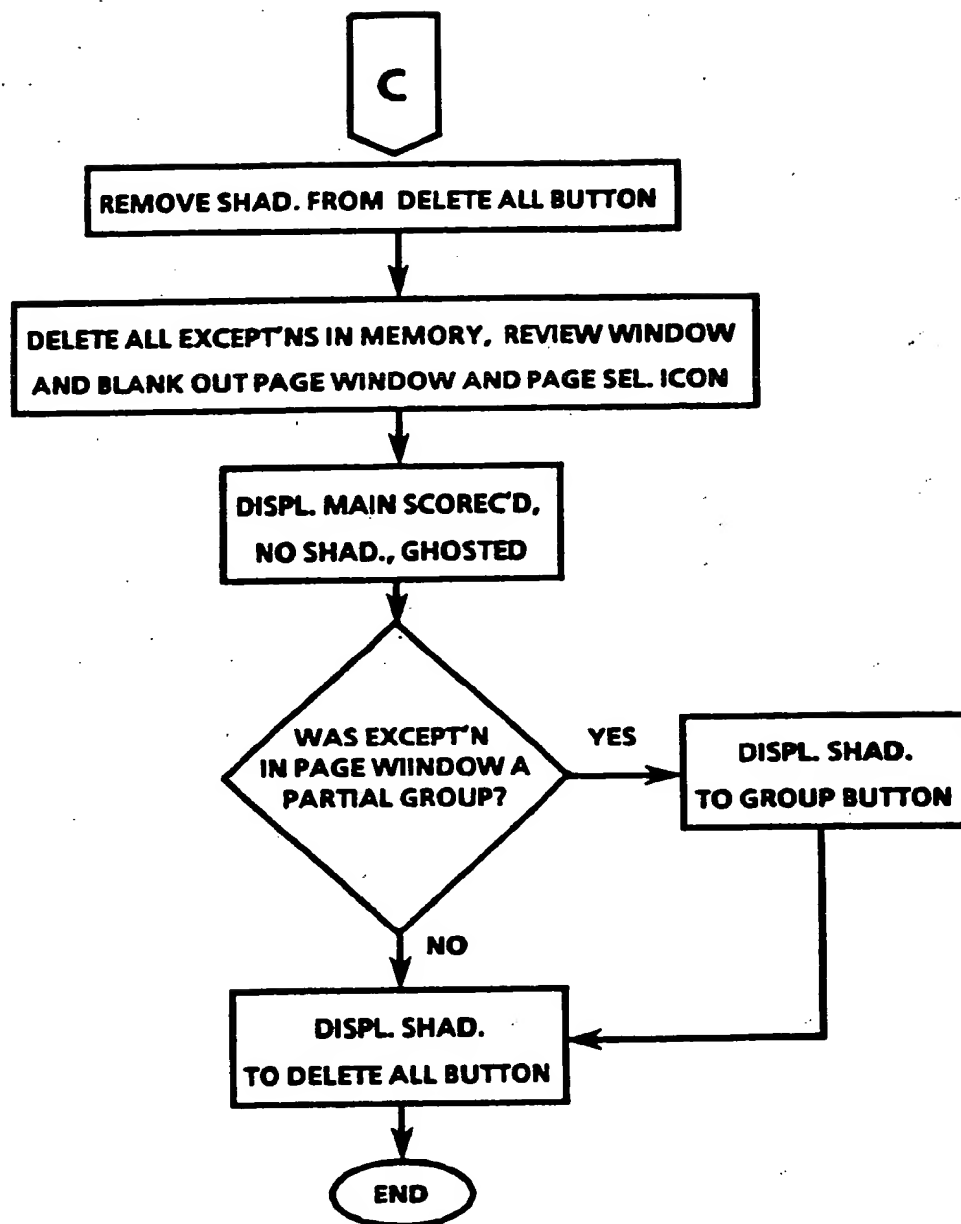 C
REMOVE SHAD. FROM DELETE ALL BUTTON
DELETE ALL EXCEPT'NS IN MEMORY, REVIEW WINDOW
AND BLANK OUT PAGE WINDOW AND PAGE SEL. ICON
DISPL. MAIN SCOREC'D,
NO SHAD., GHOSTED
WAS EXCEPT'N
IN PAGE WIINDOW A
PARTIAL GROUP?
YES
DISPL. SHAD.
TO GROUP BUTTON
NO
DISPL. SHAD.
TO DELETE ALL BUTTON
END